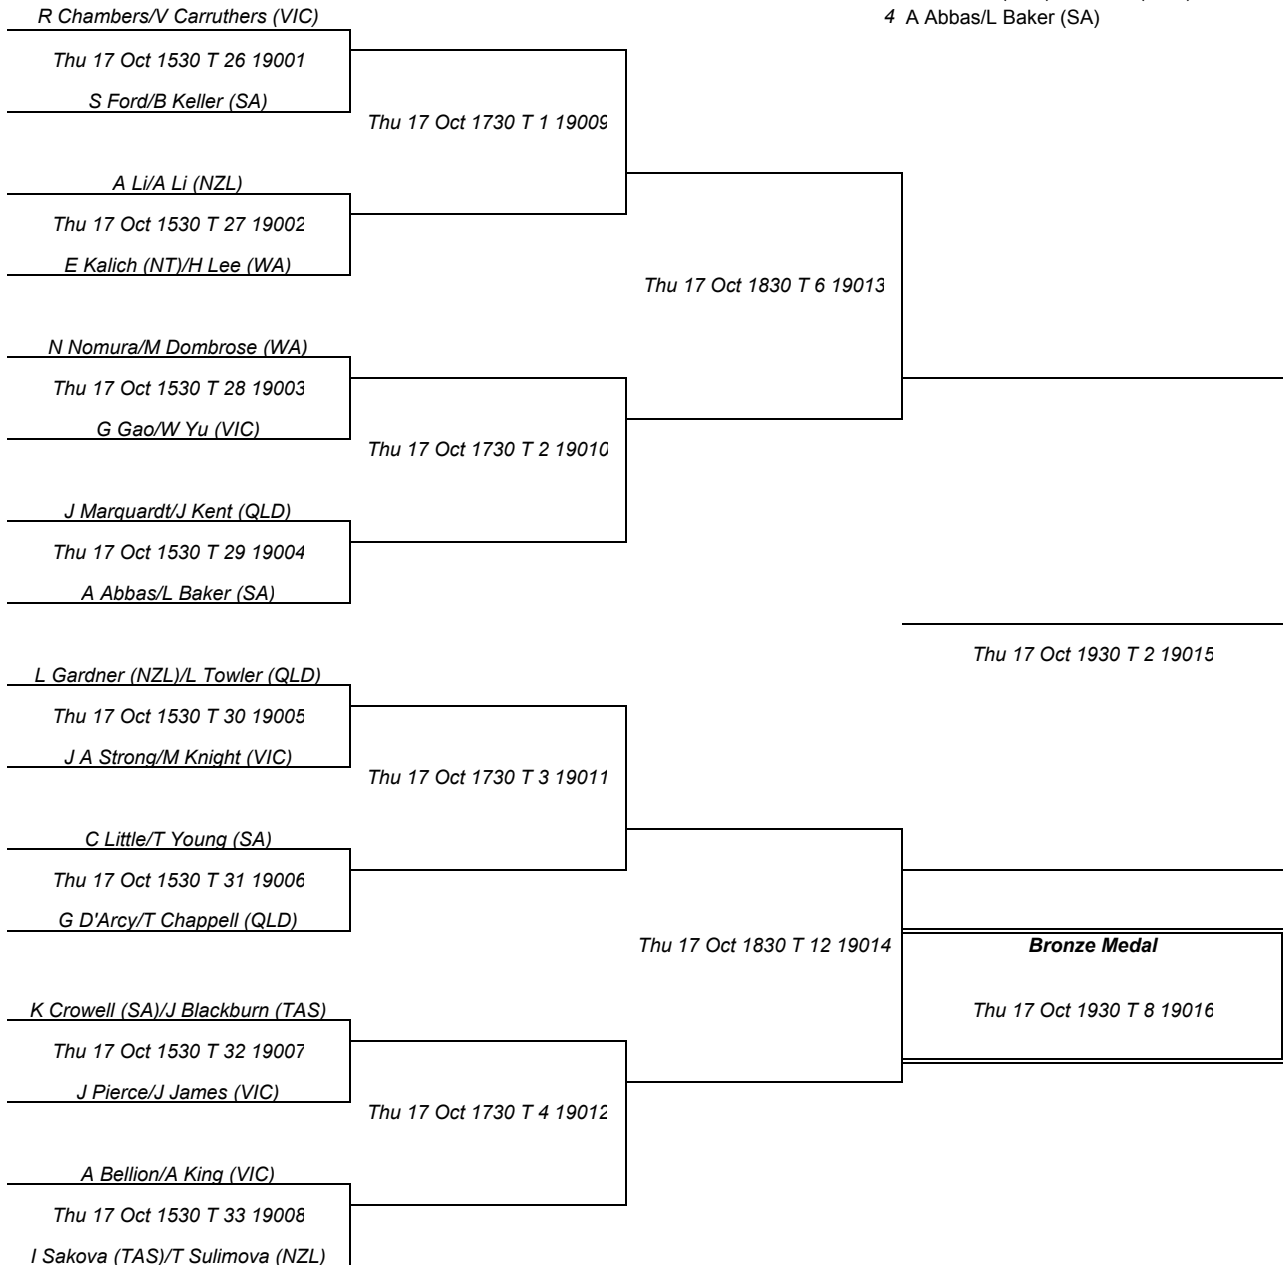 R Chambers/V Carruthers (VIC)
4 A Abbas/L Baker (SA)
Thu 17 Oct 1530 T 26 19001
S Ford/B Keller (SA)
Thu 17 Oct 1730 T 1 19009
A Li/A Li (NZL)
Thu 17 Oct 1530 T 27 19002
E Kalich (NT)/H Lee (WA)
Thu 17 Oct 1830 T 6 19013
N Nomura/M Dombrose (WA)
Thu 17 Oct 1530 T 28 19003
G Gao/W Yu (VIC)
Thu 17 Oct 1730 T 2 19010
J Marquardt/J Kent (QLD)
Thu 17 Oct 1530 T 29 19004
A Abbas/L Baker (SA)
Thu 17 Oct 1930 T 2 19015
L Gardner (NZL)/L Towler (QLD)
Thu 17 Oct 1530 T 30 19005
J A Strong/M Knight (VIC)
Thu 17 Oct 1730 T 3 19011
C Little/T Young (SA)
Thu 17 Oct 1530 T 31 19006
G D'Arcy/T Chappell (QLD)
Thu 17 Oct 1830 T 12 19014
Bronze Medal
Thu 17 Oct 1930 T 8 19016
K Crowell (SA)/J Blackburn (TAS)
Thu 17 Oct 1530 T 32 19007
J Pierce/J James (VIC)
Thu 17 Oct 1730 T 4 19012
A Bellion/A King (VIC)
Thu 17 Oct 1530 T 33 19008
I Sakova (TAS)/T Sulimova (NZL)